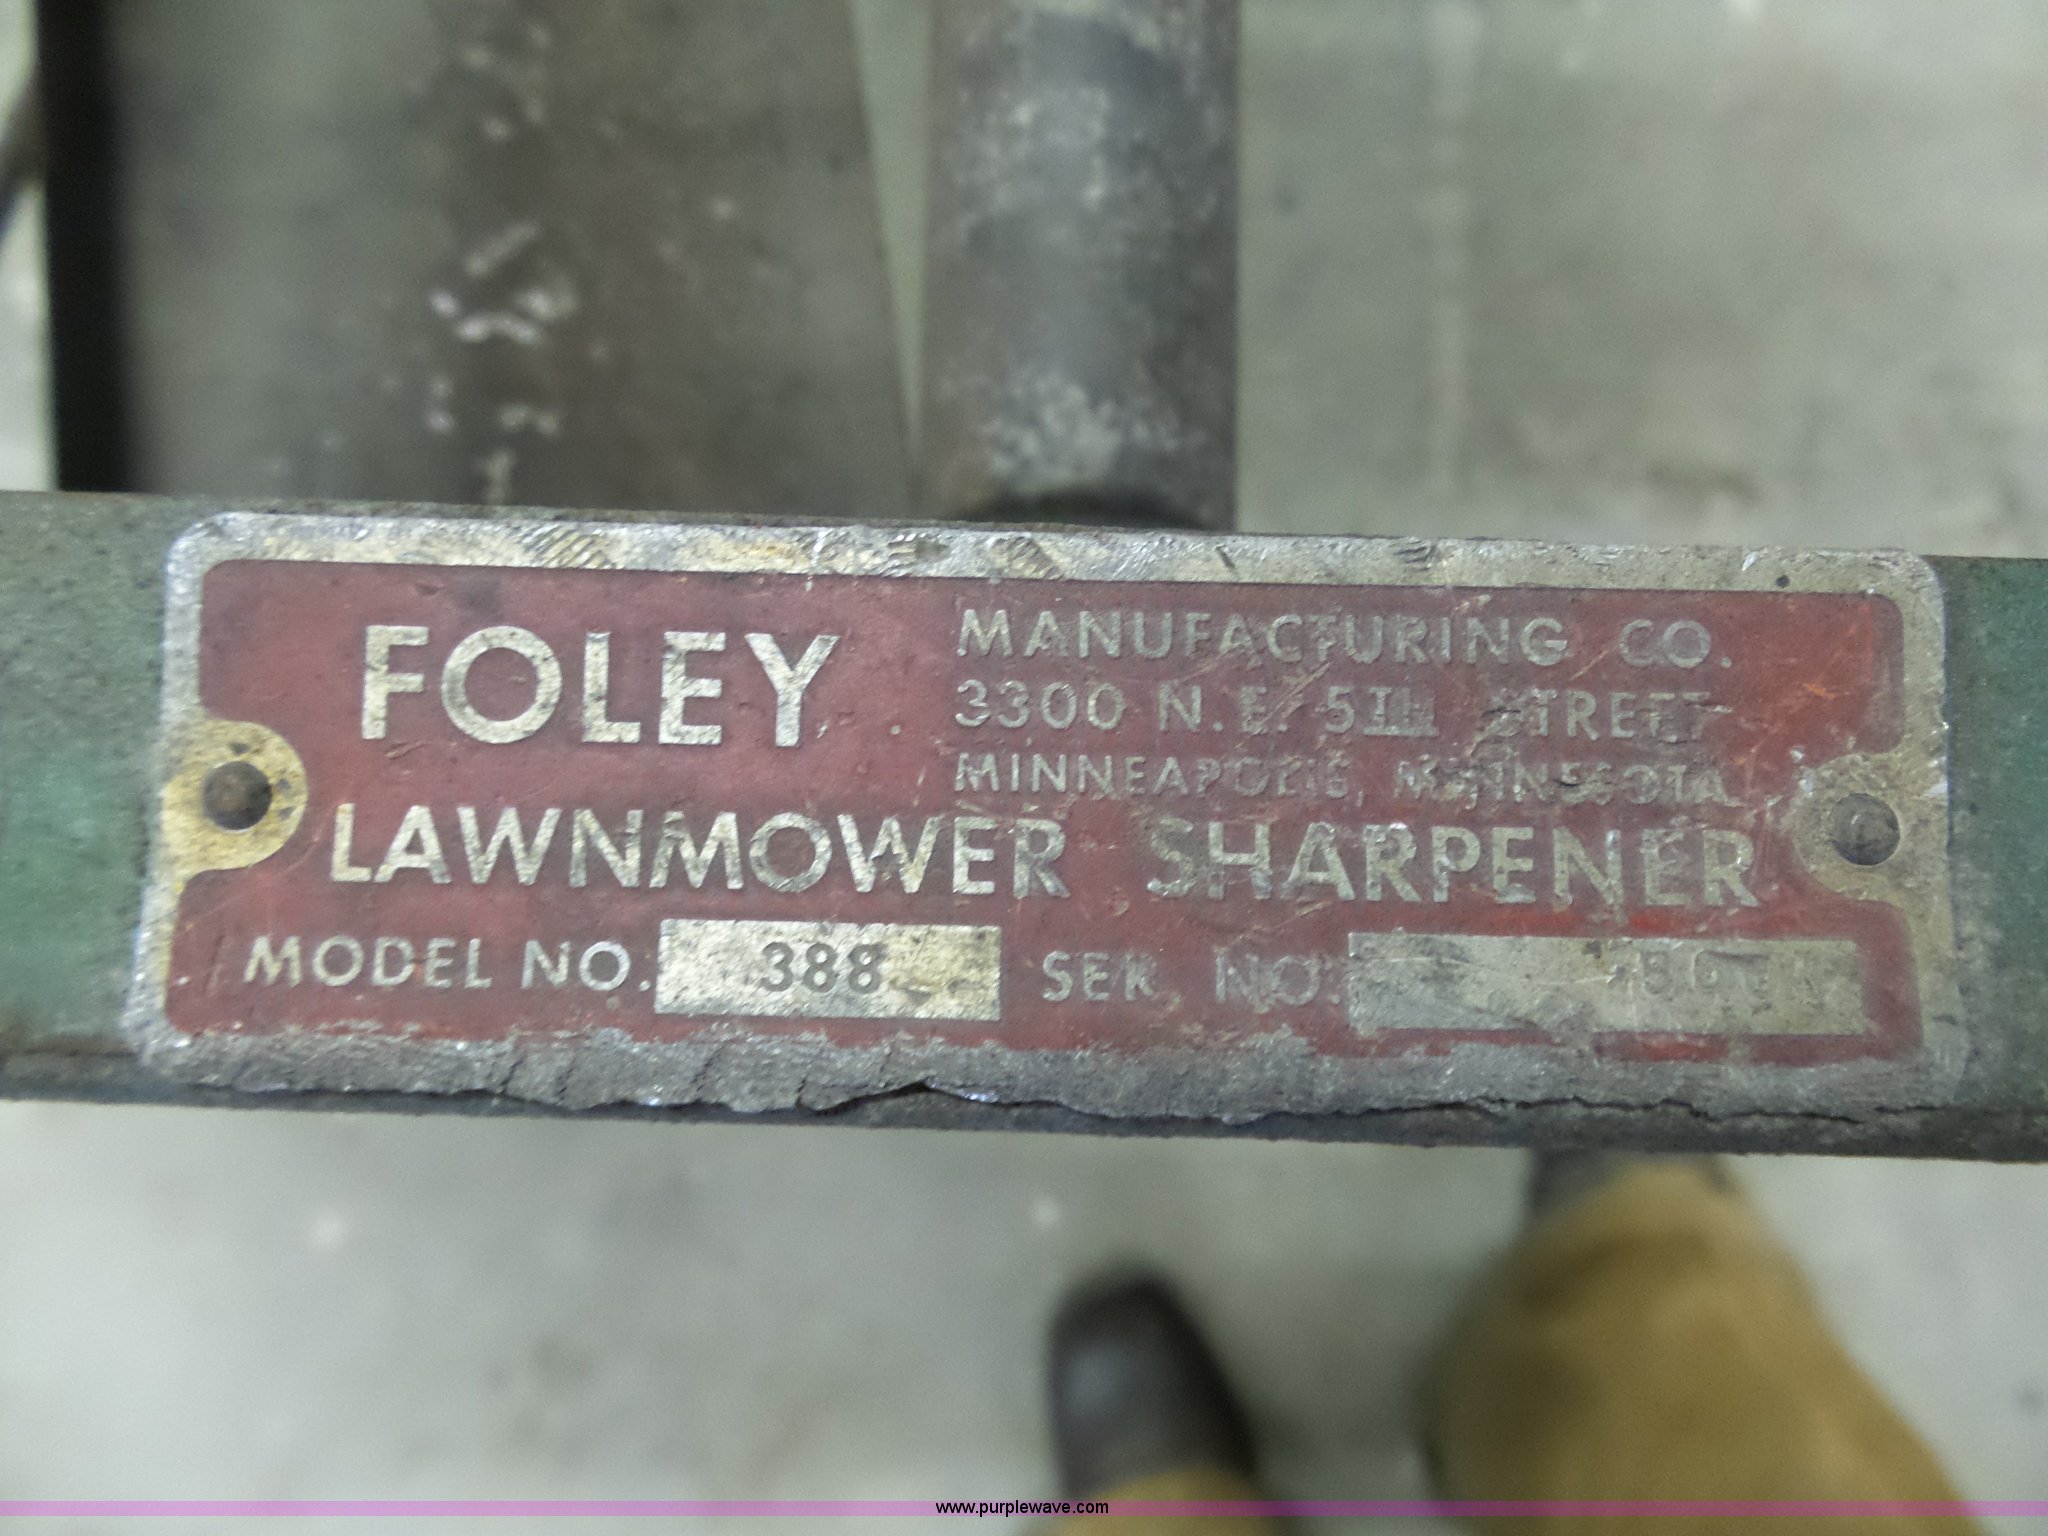 FOLEY
MANUFACTURING CO.
3300 N.E. 5TH STREET
MINNEAPOLIS, MINNESOTA
LAWNMOWER SHARPENER
MODEL NO. 388 SER. NO.
www.purplewave.com